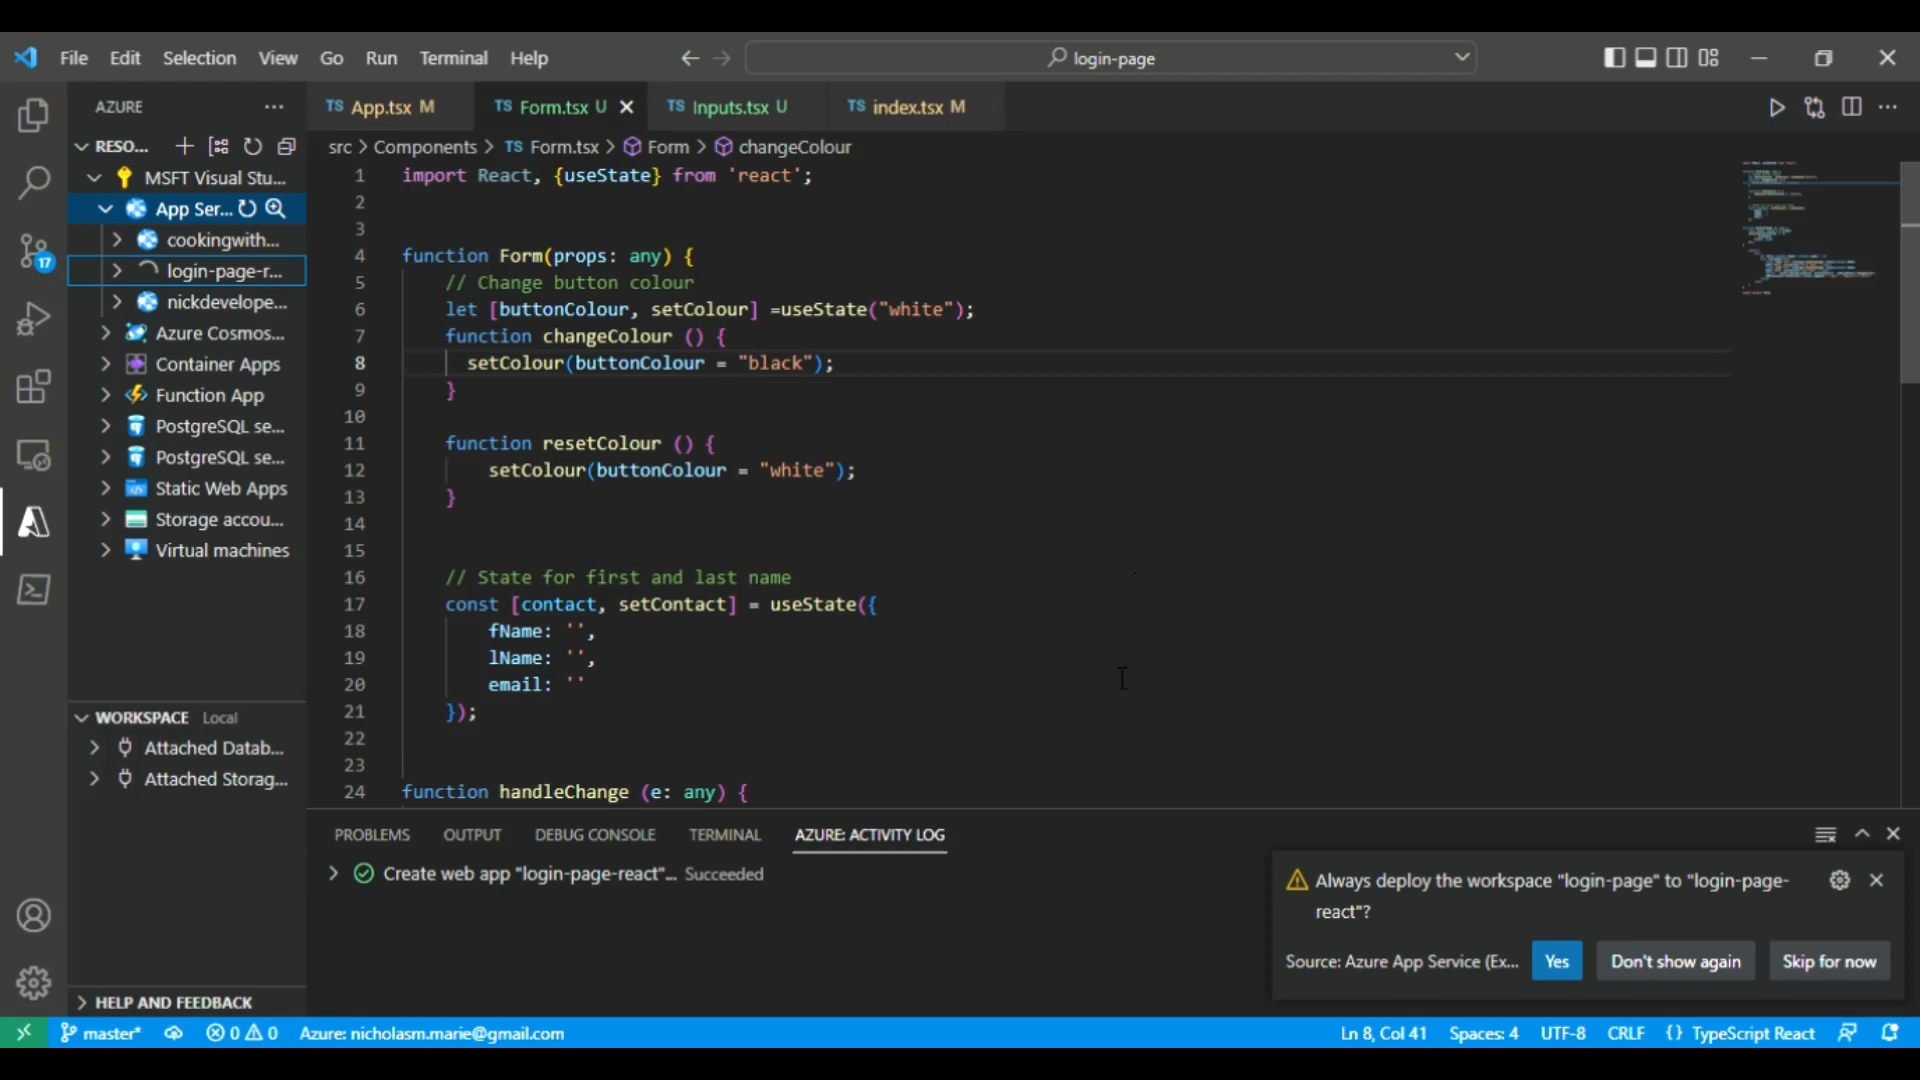 File Edit Selection View Go Run Terminal Help
login-page
AZURE
TS App.tsx M
TS Form.tsx U
TS Inputs.tsx U
TS index.tsx M
RESO...
src > Components > TS Form.tsx > Form > changeColour
MSFT Visual Stu...
App Ser...
cookingwith...
login-page-r...
nickdevelope...
Azure Cosmos...
Container Apps
Function App
PostgreSQL se...
PostgreSQL se...
Static Web Apps
Storage accou...
Virtual machines
17
WORKSPACE Local
Attached Datab...
Attached Storag...
HELP AND FEEDBACK
1 import React, {useState} from 'react';
2
3
4 function Form(props: any) {
5 // Change button colour
6 let [buttonColour, setColour] =useState("white");
7 function changeColour () {
8 setColour(buttonColour = "black");
9 }
10
11 function resetColour () {
12 setColour(buttonColour = "white");
13 }
14
15
16 // State for first and last name
17 const [contact, setContact] = useState({
18 fName: '',
19 lName: '',
20 email: ''
21 });
22
23
24 function handleChange (e: any) {
PROBLEMS OUTPUT DEBUG CONSOLE TERMINAL AZURE: ACTIVITY LOG
Create web app "login-page-react"... Succeeded
Always deploy the workspace "login-page" to "login-page-
react"?
Source: Azure App Service (Ex... Yes Don't show again Skip for now
master* 0 0 Azure: nicholasm.marie@gmail.com Ln 8, Col 41 Spaces: 4 UTF-8 CRLF {} TypeScript React